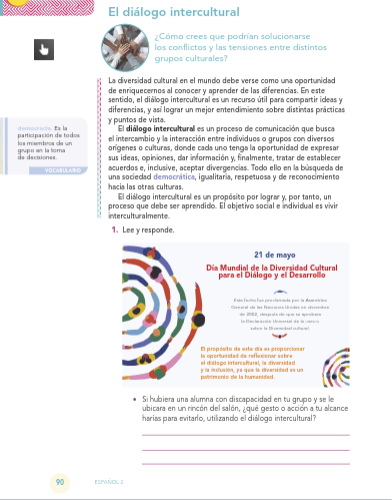 El diálogo intercultural
¿Cómo crees que podrían solucionarse
los conflictos y las tensiones entre distintos
grupos culturales?
La diversidad cultural en el mundo debe verse como una oportunidad
de enriquecernos al conocer y aprender de las diferencias. En este
sentido, el diálogo intercultural es un recurso útil para compartir ideas y
diferencias, y así lograr un mejor entendimiento sobre distintas prácticas
y puntos de vista.
El diálogo intercultural es un proceso de comunicación que busca
el intercambio y la interacción entre individuos o grupos con diversos
orígenes o culturas, donde cada uno tenga la oportunidad de expresar
sus ideas, opiniones, dar información y, finalmente, tratar de establecer
acuerdos e, inclusive, aceptar divergencias. Todo ello en la búsqueda de
una sociedad democrática, igualitaria, respetuosa y de reconocimiento
hacia las otras culturas.
El diálogo intercultural es un propósito por lograr y, por tanto, un
proceso que debe ser aprendido. El objetivo social e individual es vivir
interculturalmente.
democracia. Es la
participación de todos
los miembros de un
grupo en la toma
de decisiones.
VOCABULARIO
1. Lee y responde.
21 de mayo
Día Mundial de la Diversidad Cultural
para el Diálogo y el Desarrollo
Esta fecha fue proclamada por la Asamblea
General de las Naciones Unidas en diciembre
de 2002, después de que se aprobara
la Declaración Universal de la
sobre la Diversidad cultural.
El propósito de este día es proporcionar
la oportunidad de reflexionar sobre
el diálogo intercultural, la diversidad
y la inclusión, ya que la diversidad es un
patrimonio de la humanidad.
• Si hubiera una alumna con discapacidad en tu grupo y se le
ubicara en un rincón del salón, ¿qué gesto o acción a tu alcance
harías para evitarlo, utilizando el diálogo intercultural?
90 ESPAÑOL 2